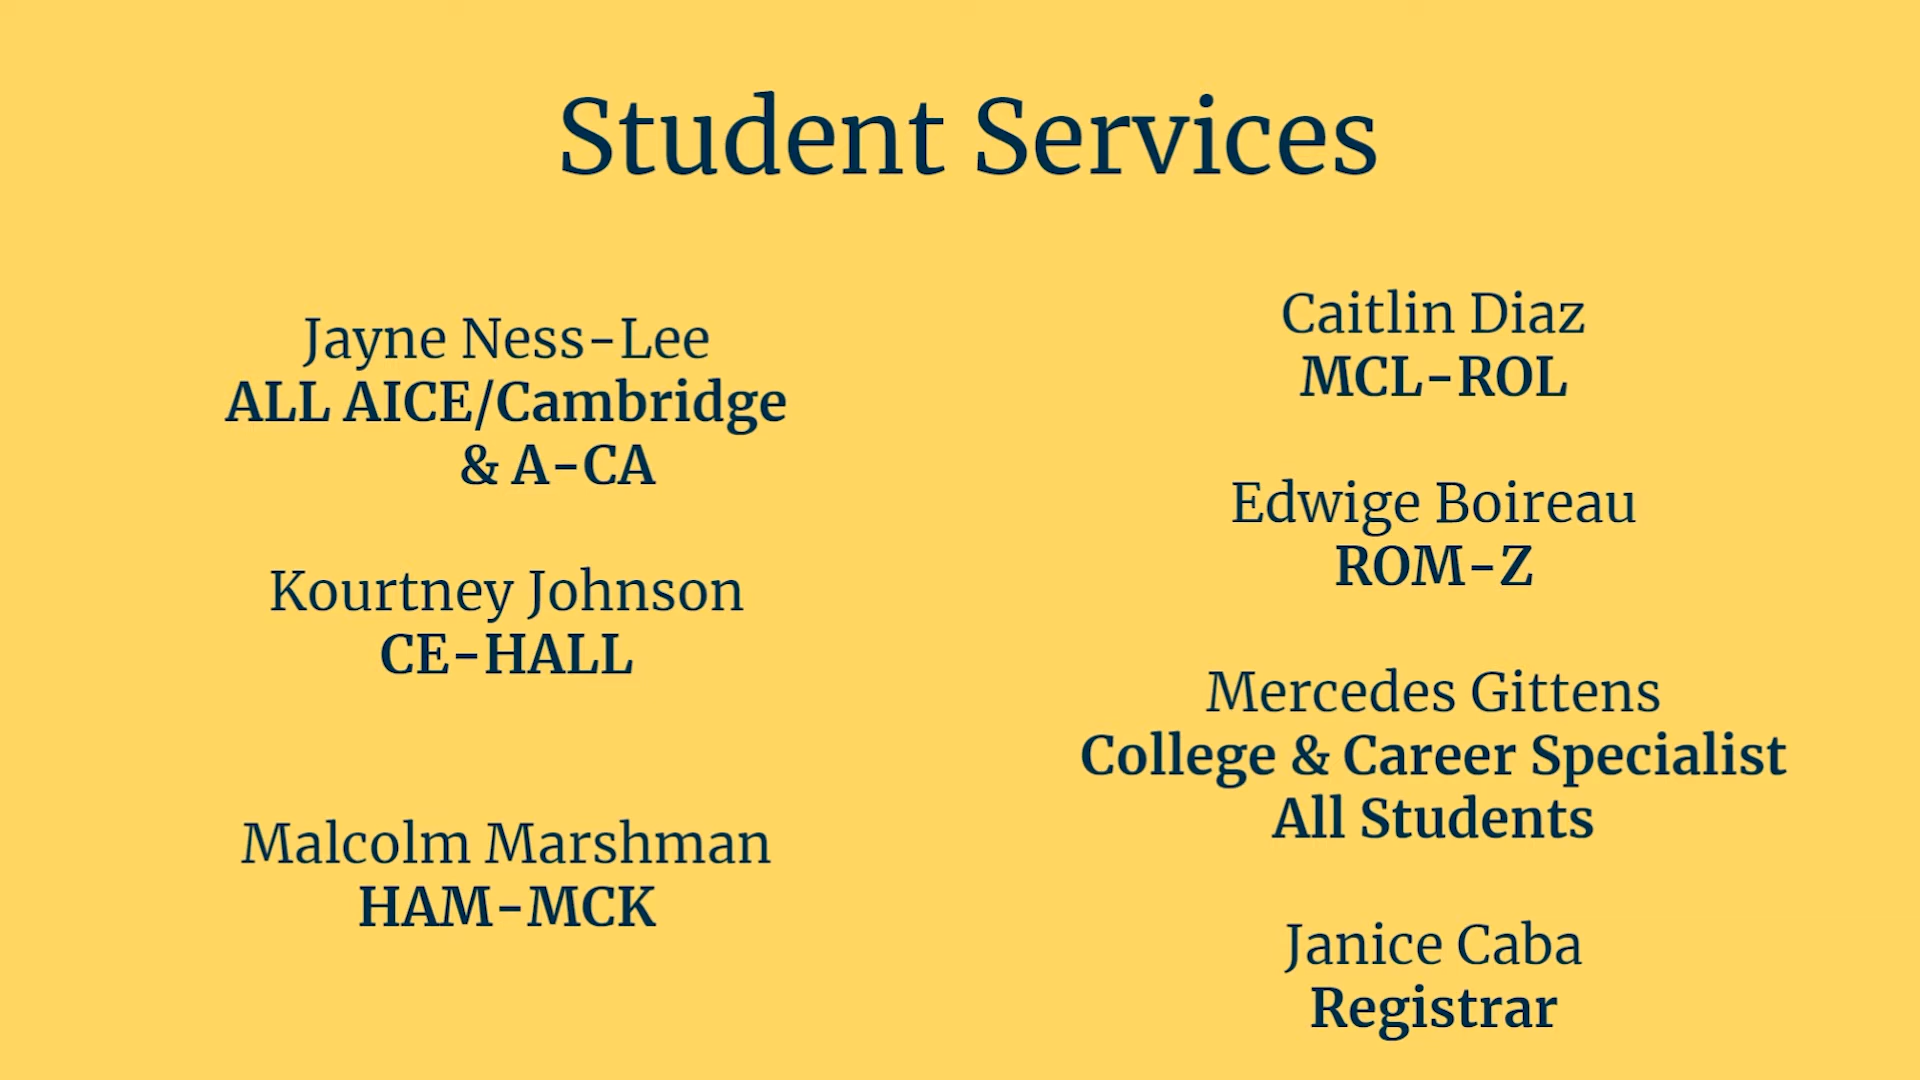 Student Services
Jayne Ness-Lee
ALL AICE/Cambridge
& A-CA
Kourtney Johnson
CE-HALL
Malcolm Marshman
HAM-MCK
Caitlin Diaz
MCL-ROL
Edwige Boireau
ROM-Z
Mercedes Gittens
College & Career Specialist
All Students
Janice Caba
Registrar